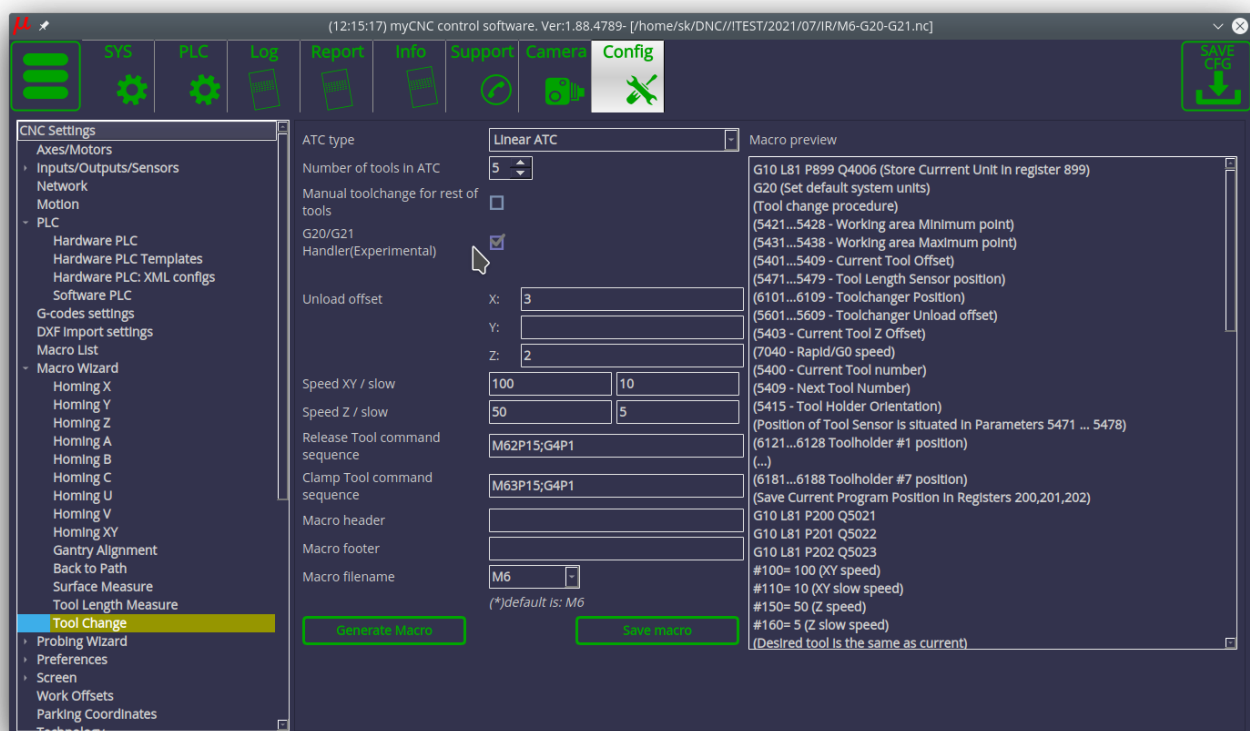 μ
(12:15:17) myCNC control software. Ver:1.88.4789- [/home/sk/DNC//!TEST/2021/07/IR/M6-G20-G21.nc]
SYS
PLC
Log
Report
Info
Support
Camera
Config
SAVE
CFG
CNC Settings
Axes/Motors
Inputs/Outputs/Sensors
Network
Motion
PLC
Hardware PLC
Hardware PLC Templates
Hardware PLC: XML configs
Software PLC
G-codes settings
DXF import settings
Macro List
Macro Wizard
Homing X
Homing Y
Homing Z
Homing A
Homing B
Homing C
Homing U
Homing V
Homing XY
Gantry Alignment
Back to Path
Surface Measure
Tool Length Measure
Tool Change
Probing Wizard
Preferences
Screen
Work Offsets
Parking Coordinates
Technology
ATC type
Linear ATC
Number of tools in ATC
5
Manual toolchange for rest of
tools
G20/G21
Handler(Experimental)
Unload offset
X:
3
Y:
Z:
2
Speed XY / slow
100
10
Speed Z / slow
50
5
Release Tool command
sequence
M62P15;G4P1
Clamp Tool command
sequence
M63P15;G4P1
Macro header
Macro footer
Macro filename
M6
(*)default is: M6
Generate Macro
Save macro
Macro preview
G10 L81 P899 Q4006 (Store Currrent Unit in register 899)
G20 (Set default system units)
(Tool change procedure)
(5421...5428 - Working area Minimum point)
(5431...5438 - Working area Maximum point)
(5401...5409 - Current Tool Offset)
(5471...5479 - Tool Length Sensor position)
(6101...6109 - Toolchanger Position)
(5601...5609 - Toolchanger Unload offset)
(5403 - Current Tool Z Offset)
(7040 - Rapid/G0 speed)
(5400 - Current Tool number)
(5409 - Next Tool Number)
(5415 - Tool Holder Orientation)
(Position of Tool Sensor is situated in Parameters 5471 ... 5478)
(6121...6128 Toolholder #1 position)
(...)
(6181...6188 Toolholder #7 position)
(Save Current Program Position in Registers 200,201,202)
G10 L81 P200 Q5021
G10 L81 P201 Q5022
G10 L81 P202 Q5023
#100= 100 (XY speed)
#110= 10 (XY slow speed)
#150= 50 (Z speed)
#160= 5 (Z slow speed)
(Desired tool is the same as current)